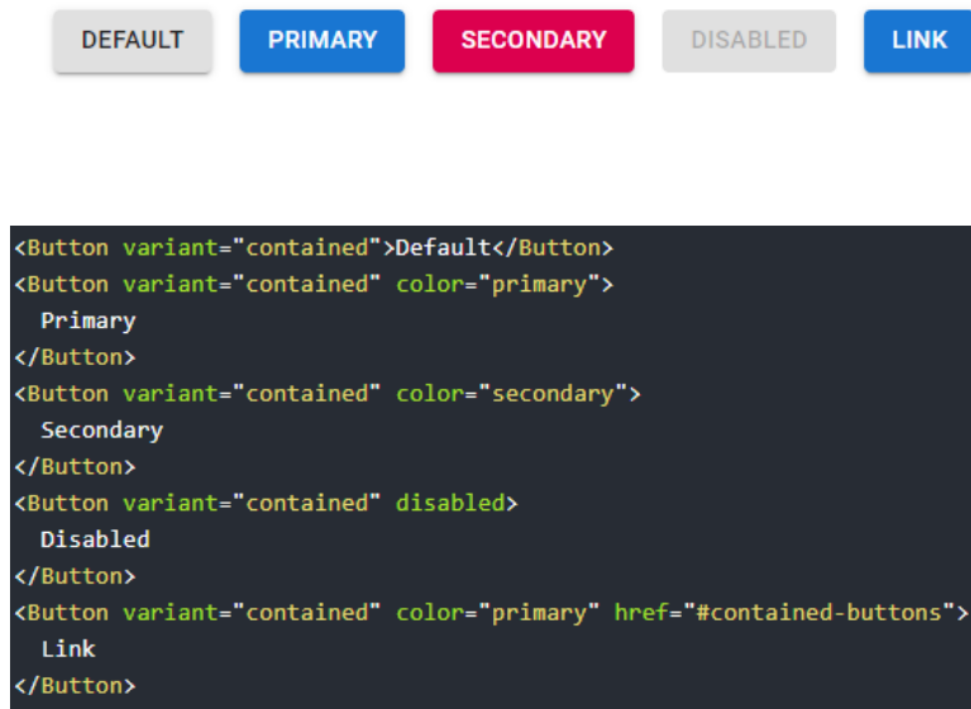 DEFAULT PRIMARY SECONDARY DISABLED LINK
<Button variant="contained">Default</Button>
<Button variant="contained" color="primary">
  Primary
</Button>
<Button variant="contained" color="secondary">
  Secondary
</Button>
<Button variant="contained" disabled>
  Disabled
</Button>
<Button variant="contained" color="primary" href="#contained-buttons">
  Link
</Button>